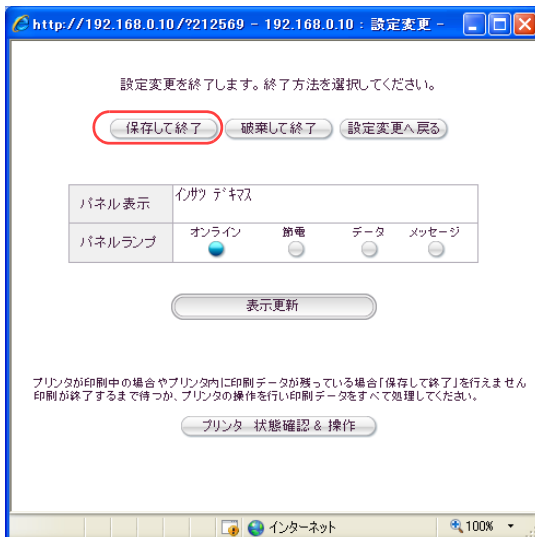 http://192.168.0.10/?212569 - 192.168.0.10 : 設定変更 -
設定変更を終了します。終了方法を選択してください。
保存して終了 破棄して終了 設定変更へ戻る
パネル表示 インサツ デキマス
オンライン 節電 データ メッセージ
パネルランプ
表示更新
プリンタが印刷中の場合やプリンタ内に印刷データが残っている場合「保存して終了」を行えません
印刷が終了するまで待つか、プリンタの操作を行い印刷データをすべて処理してください。
プリンタ 状態確認 & 操作
インターネット 100%